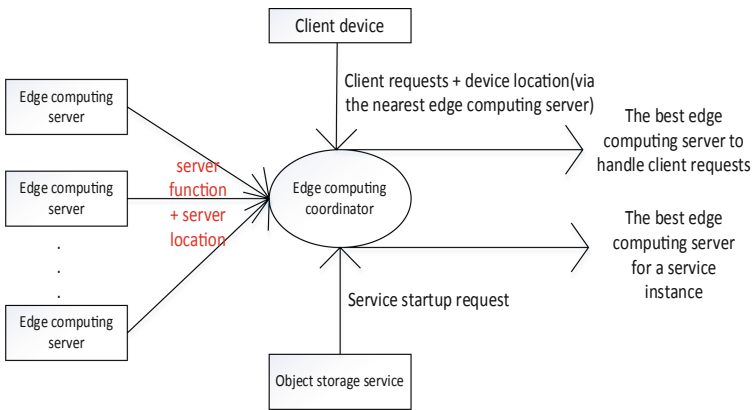 Client device
Client requests + device location(via
the nearest edge computing server)
Edge computing
server
Edge computing
server
.
.
.
Edge computing
server
server
function
+ server
location
Edge computing
coordinator
The best edge
computing server to
handle client requests
The best edge
computing server
for a service
instance
Service startup request
Object storage service